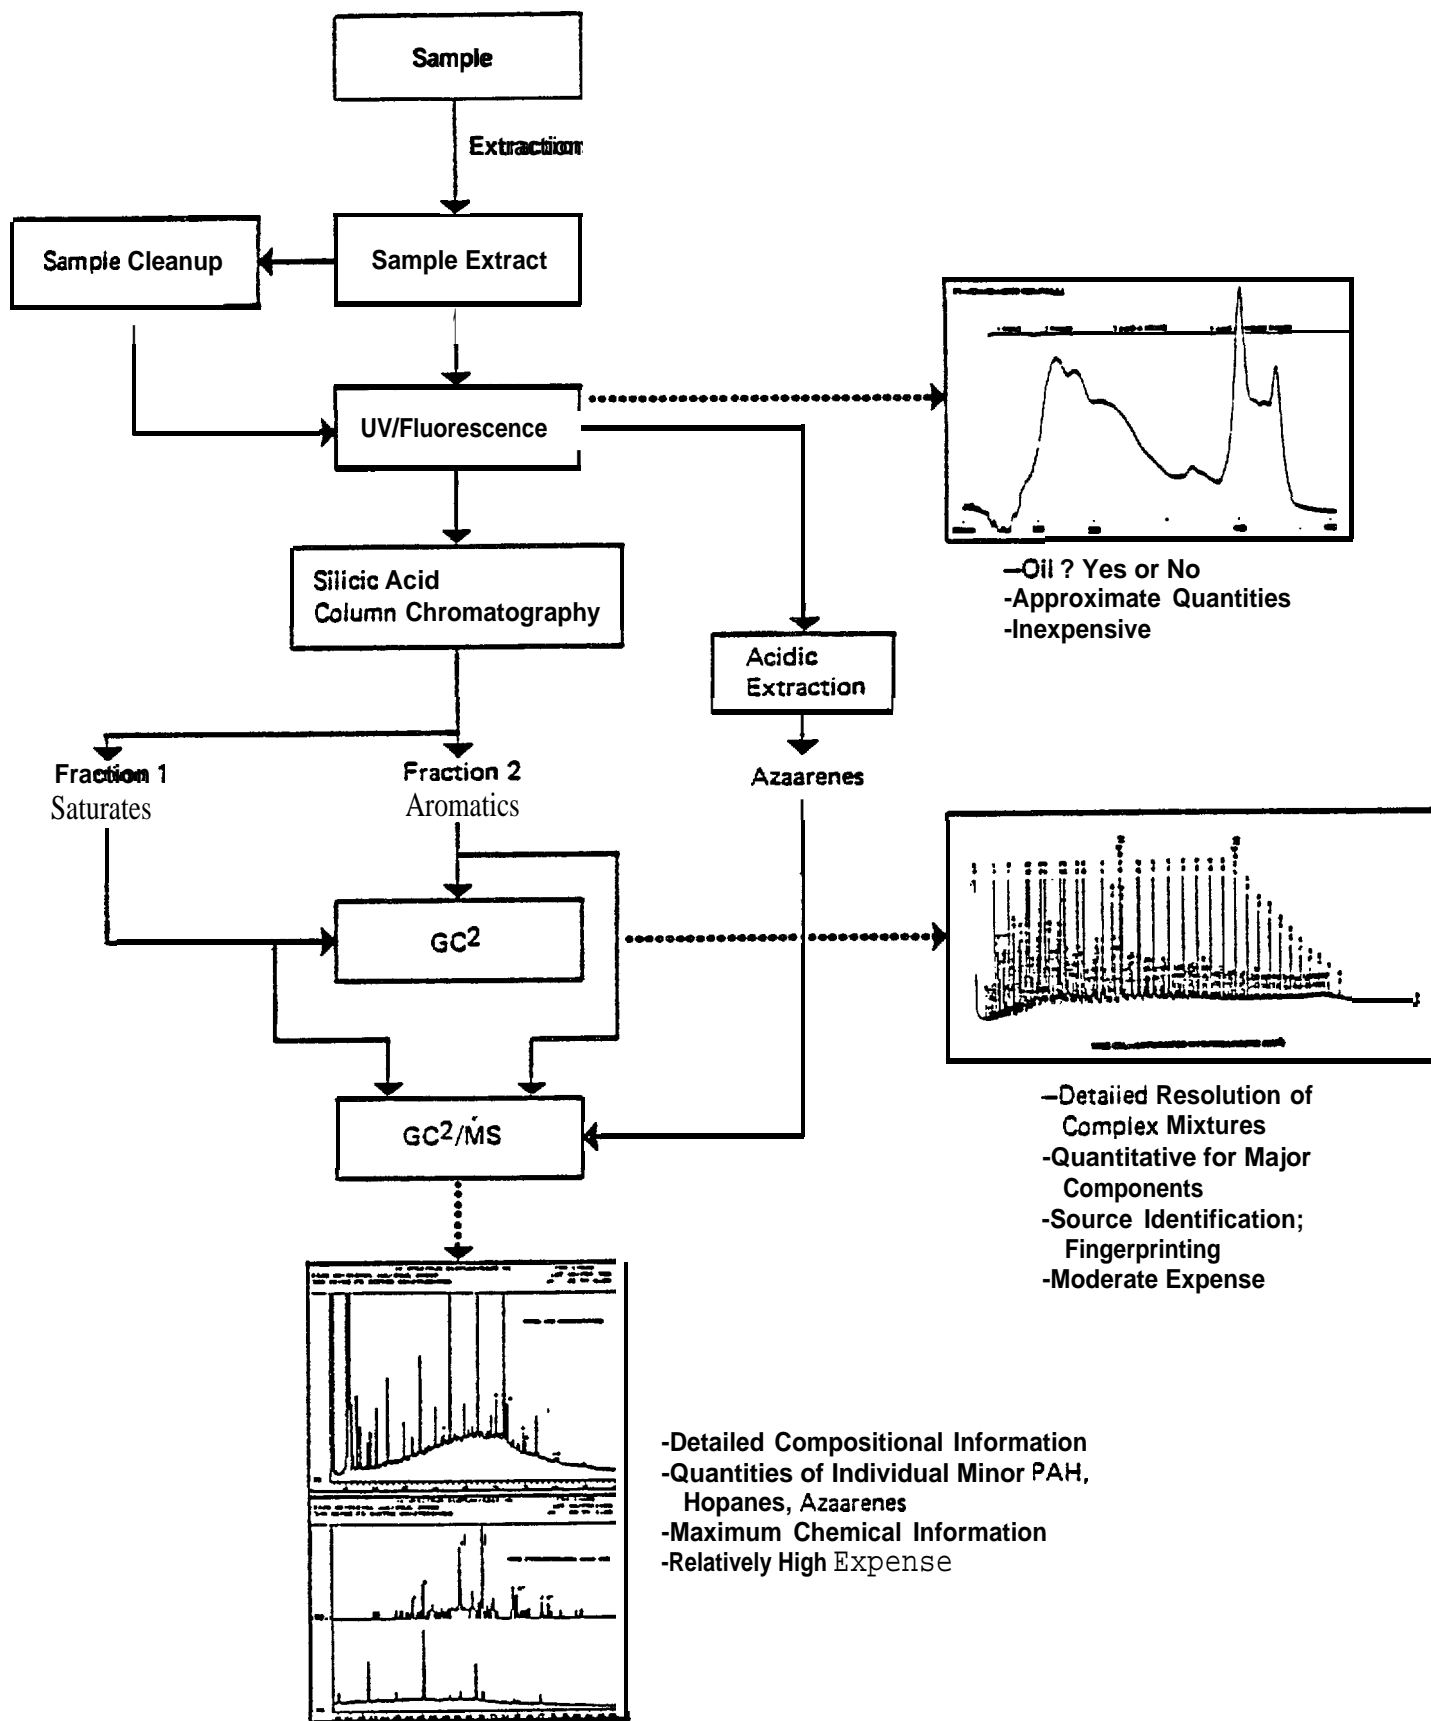 Sample
Extraction
Sample Cleanup
Sample Extract
UV/Fluorescence
—Oil ? Yes or No
-Approximate Quantities
-Inexpensive
Silicic Acid
Column Chromatography
Acidic
Extraction
Fraction 1
Saturates
Fraction 2
Aromatics
Azaarenes
GC²
—Detailed Resolution of
Complex Mixtures
-Quantitative for Major
Components
-Source Identification;
Fingerprinting
-Moderate Expense
GC²/MS
-Detailed Compositional Information
-Quantities of Individual Minor PAH,
Hopanes, Azaarenes
-Maximum Chemical Information
-Relatively High Expense